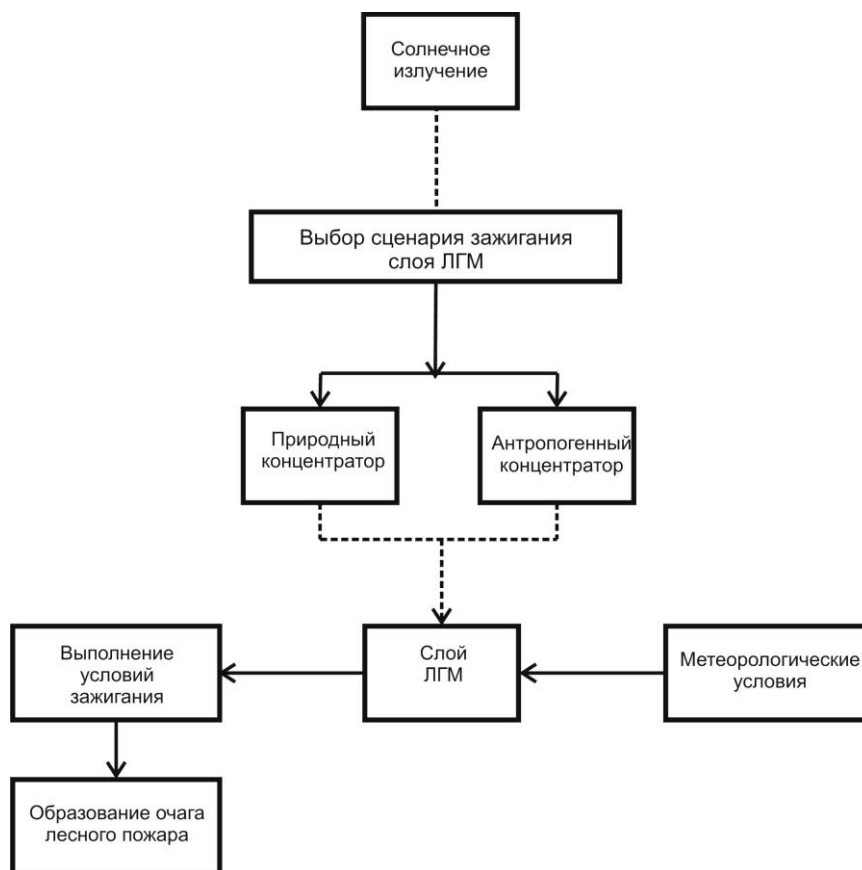 Солнечное
излучение
Выбор сценария зажигания
слоя ЛГМ
Природный
концентратор
Антропогенный
концентратор
Выполнение
условий
зажигания
Слой
ЛГМ
Метеорологические
условия
Образование очага
лесного пожара